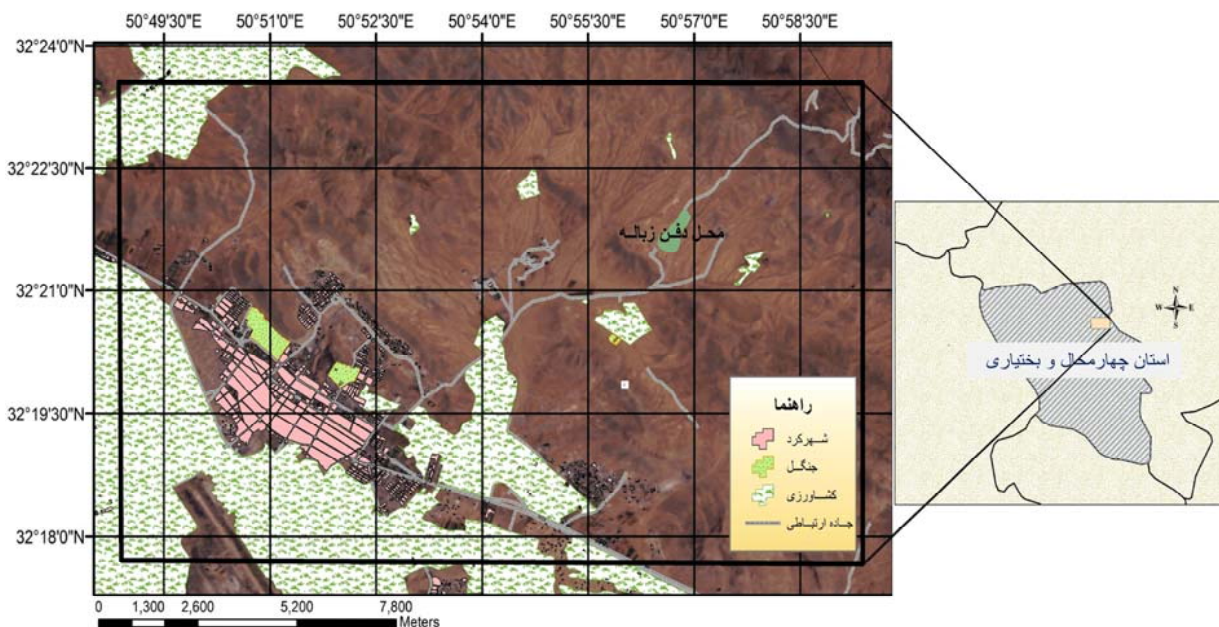 50°49'30"E 50°51'0"E 50°52'30"E 50°54'0"E 50°55'30"E 50°57'0"E 50°58'30"E
32°24'0"N
32°22'30"N
محل دفن زباله
32°21'0"N
32°19'30"N
32°18'0"N
راهنما
شهرکرد
جنگل
کشاورزی
جاده ارتباطی
0 1,300 2,600 5,200 7,800
Meters
N
W E
S
استان چهارمحال و بختیاری